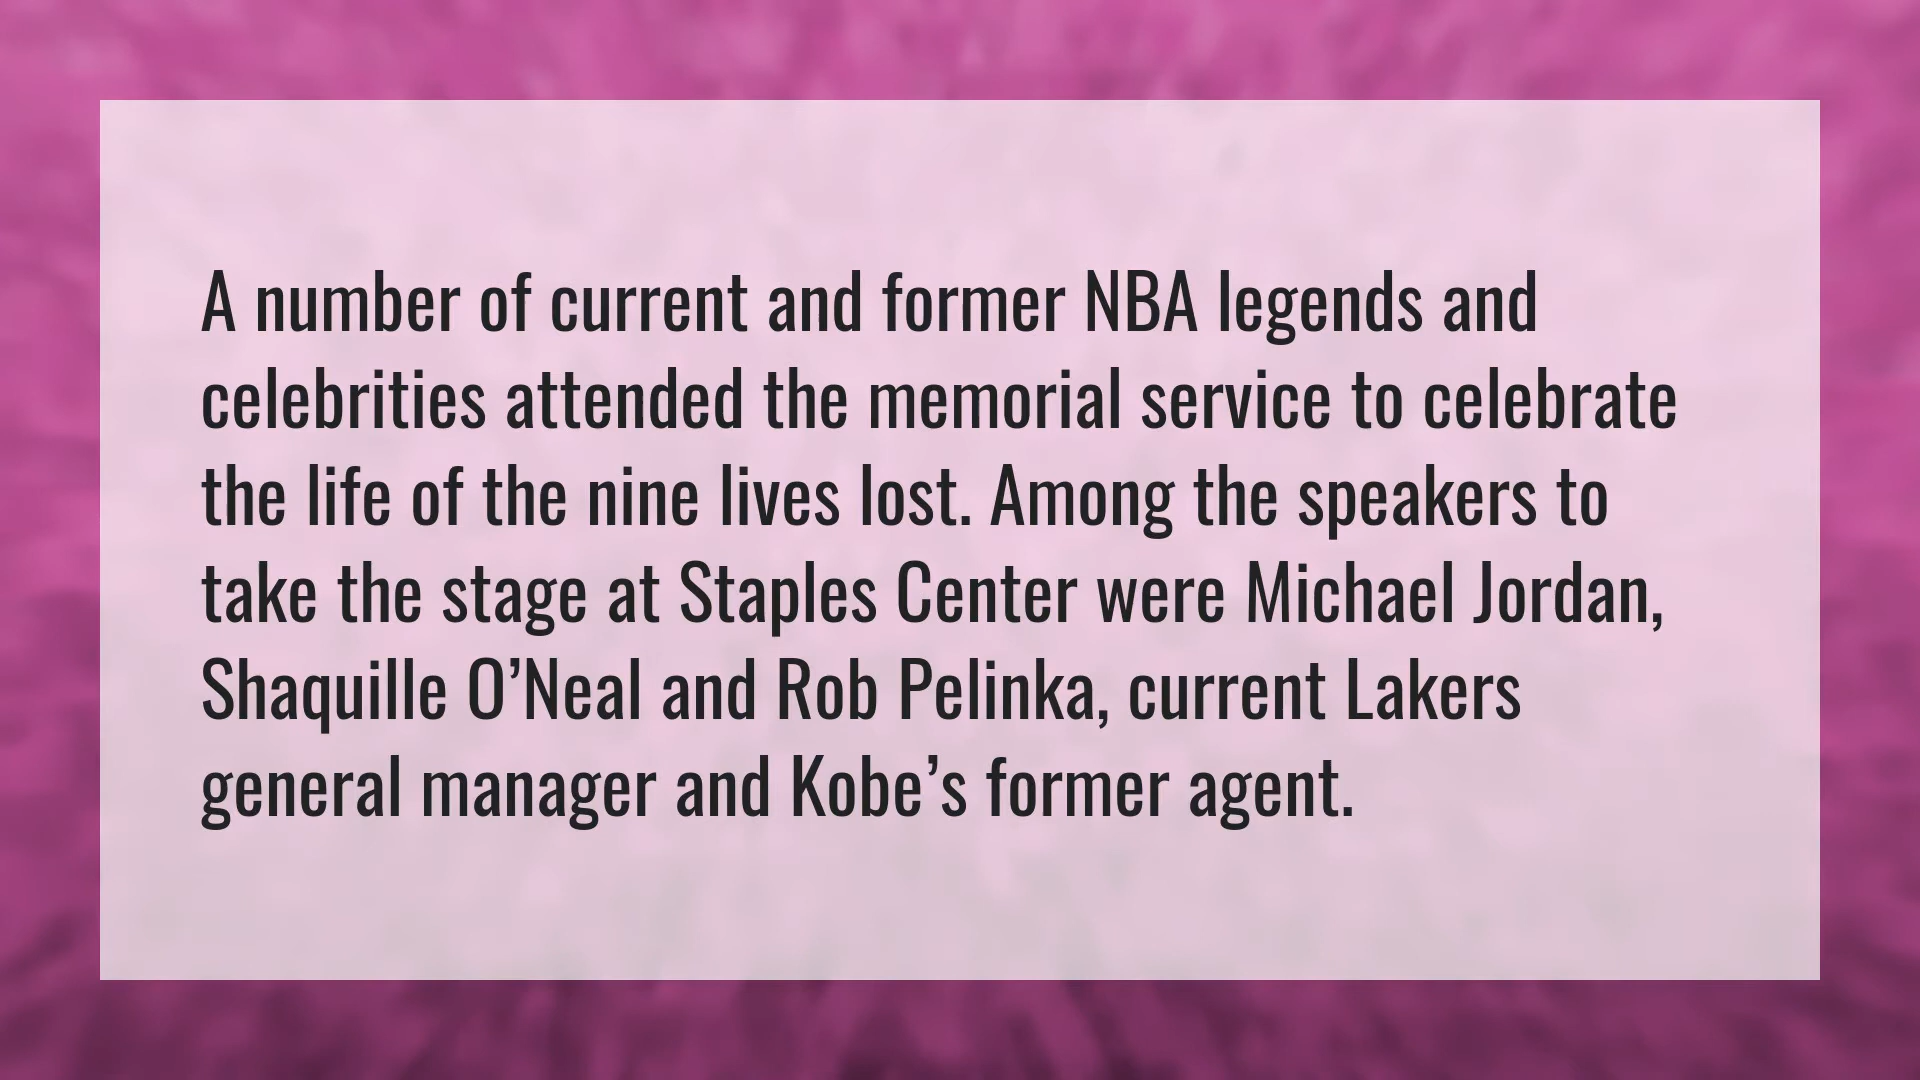 A number of current and former NBA legends and
celebrities attended the memorial service to celebrate
the life of the nine lives lost. Among the speakers to
take the stage at Staples Center were Michael Jordan,
Shaquille O’Neal and Rob Pelinka, current Lakers
general manager and Kobe’s former agent.